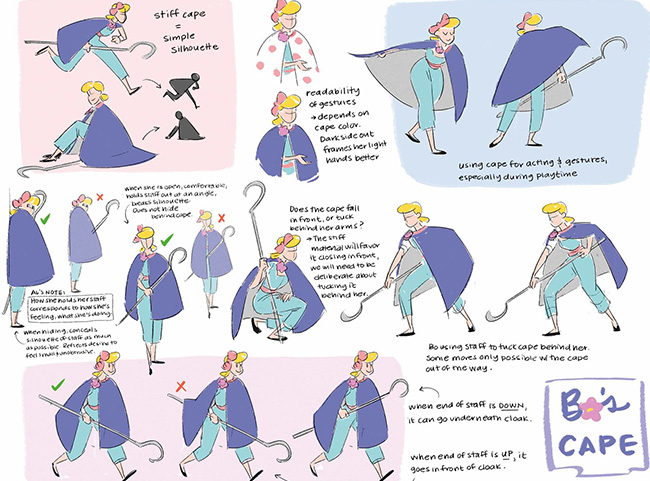 stiff cape
=
simple
silhouette
readability
of gestures
→ depends on
cape color.
Dark side out
frames her light
hands better
using cape for acting & gestures,
especially during playtime
when she is open, comfortable,
holds staff out at an angle,
breaks silhouette.
Does not hide
behind cape.
Does the cape fall
in front, or tuck
behind her arms?
→ The stiff
material will favor
it closing in front,
we will need to be
deliberate about
tucking it
behind her.
NOTE:
How she holds her staff
corresponds to how she's
feeling, what she's doing.
when hiding, conceals
silhouette of staff as much
as possible. Reflects desire to
feel small,
Bo using staff to tuck cape behind her.
Some moves only possible w/ the cape
out of the way.
when end of staff is DOWN,
it can go underneath cloak.
when end of staff is UP, it
goes in front of cloak.
Bo's
CAPE